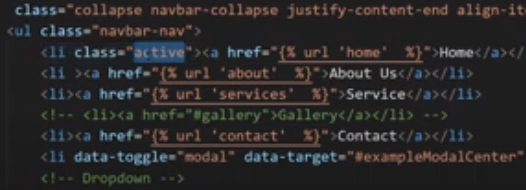 class="collapse navbar-collapse justify-content-end align-it
<ul class="navbar-nav">
<li class="active"><a href="{% url 'home'  %}">Home</a></
<li ><a href="{% url 'about'  %}">About Us</a></li>
<li><a href="{% url 'services'  %}">Service</a></li>
<!-- <li><a href="#gallery">Gallery</a></li> -->
<li><a href="{% url 'contact'  %}">Contact</a></li>
<li data-toggle="modal" data-target="#exampleModalCenter"
<!-- Dropdown -->